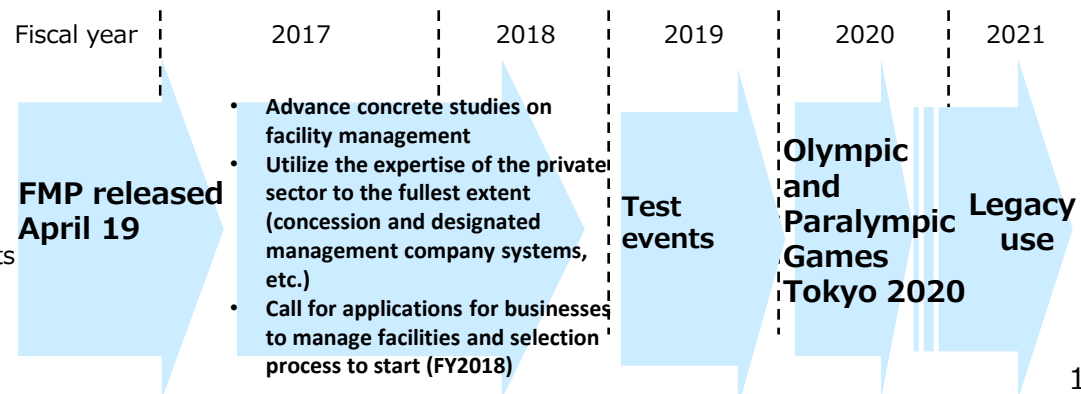 Fiscal year 2017 2018 2019 2020 2021
FMP released
April 19
ts
• Advance concrete studies on
facility management
• Utilize the expertise of the private
sector to the fullest extent
(concession and designated
management company systems,
etc.)
• Call for applications for businesses
to manage facilities and selection
process to start (FY2018)
Test
events
Olympic
and
Paralympic
Games
Tokyo 2020
Legacy
use
1